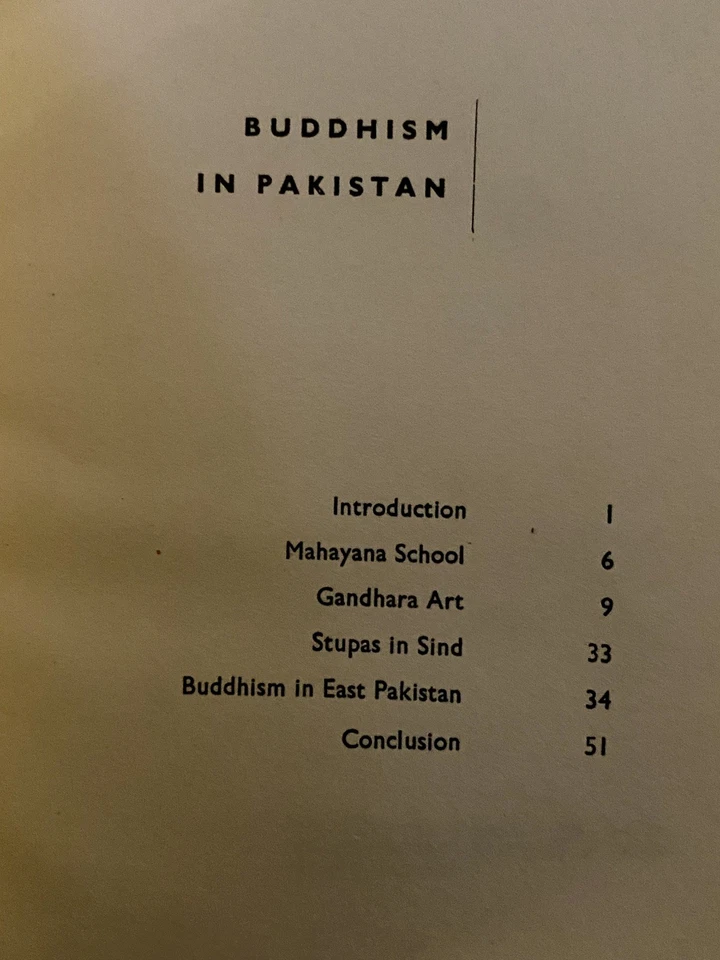 BUDDHISM
IN PAKISTAN
Introduction 1
Mahayana School 6
Gandhara Art 9
Stupas in Sind 33
Buddhism in East Pakistan 34
Conclusion 51